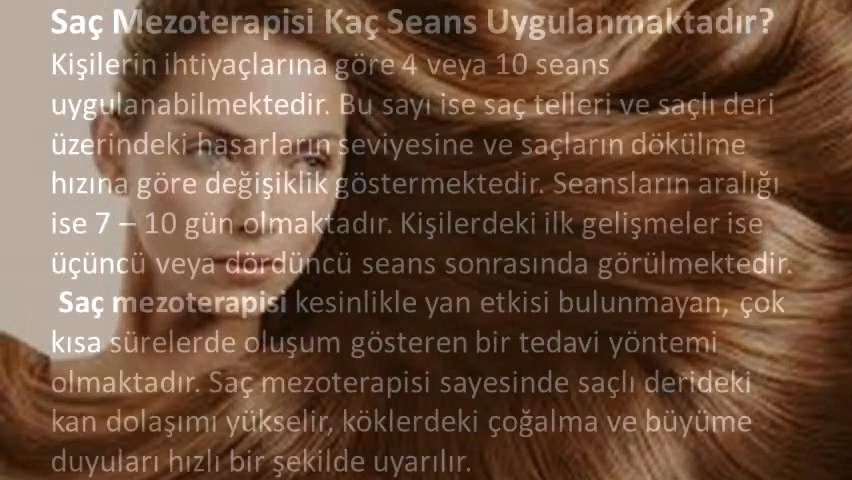 Saç Mezoterapisi Kaç Seans Uygulanmaktadır?
Kişilerin ihtiyaçlarına göre 4 veya 10 seans
uygulanabilmektedir. Bu sayı ise saç telleri ve saçlı deri
üzerindeki hasarların seviyesine ve saçların dökülme
hızına göre değişiklik göstermektedir. Seansların aralığı
ise 7 – 10 gün olmaktadır. Kişilerdeki ilk gelişmeler ise
üçüncü veya dördüncü seans sonrasında görülmektedir.
Saç mezoterapisi kesinlikle yan etkisi bulunmayan, çok
kısa sürelerde oluşum gösteren bir tedavi yöntemi
olmaktadır. Saç mezoterapisi sayesinde saçlı derideki
kan dolaşımı yükselir, köklerdeki çoğalma ve büyüme
duyuları hızlı bir şekilde uyarılır.